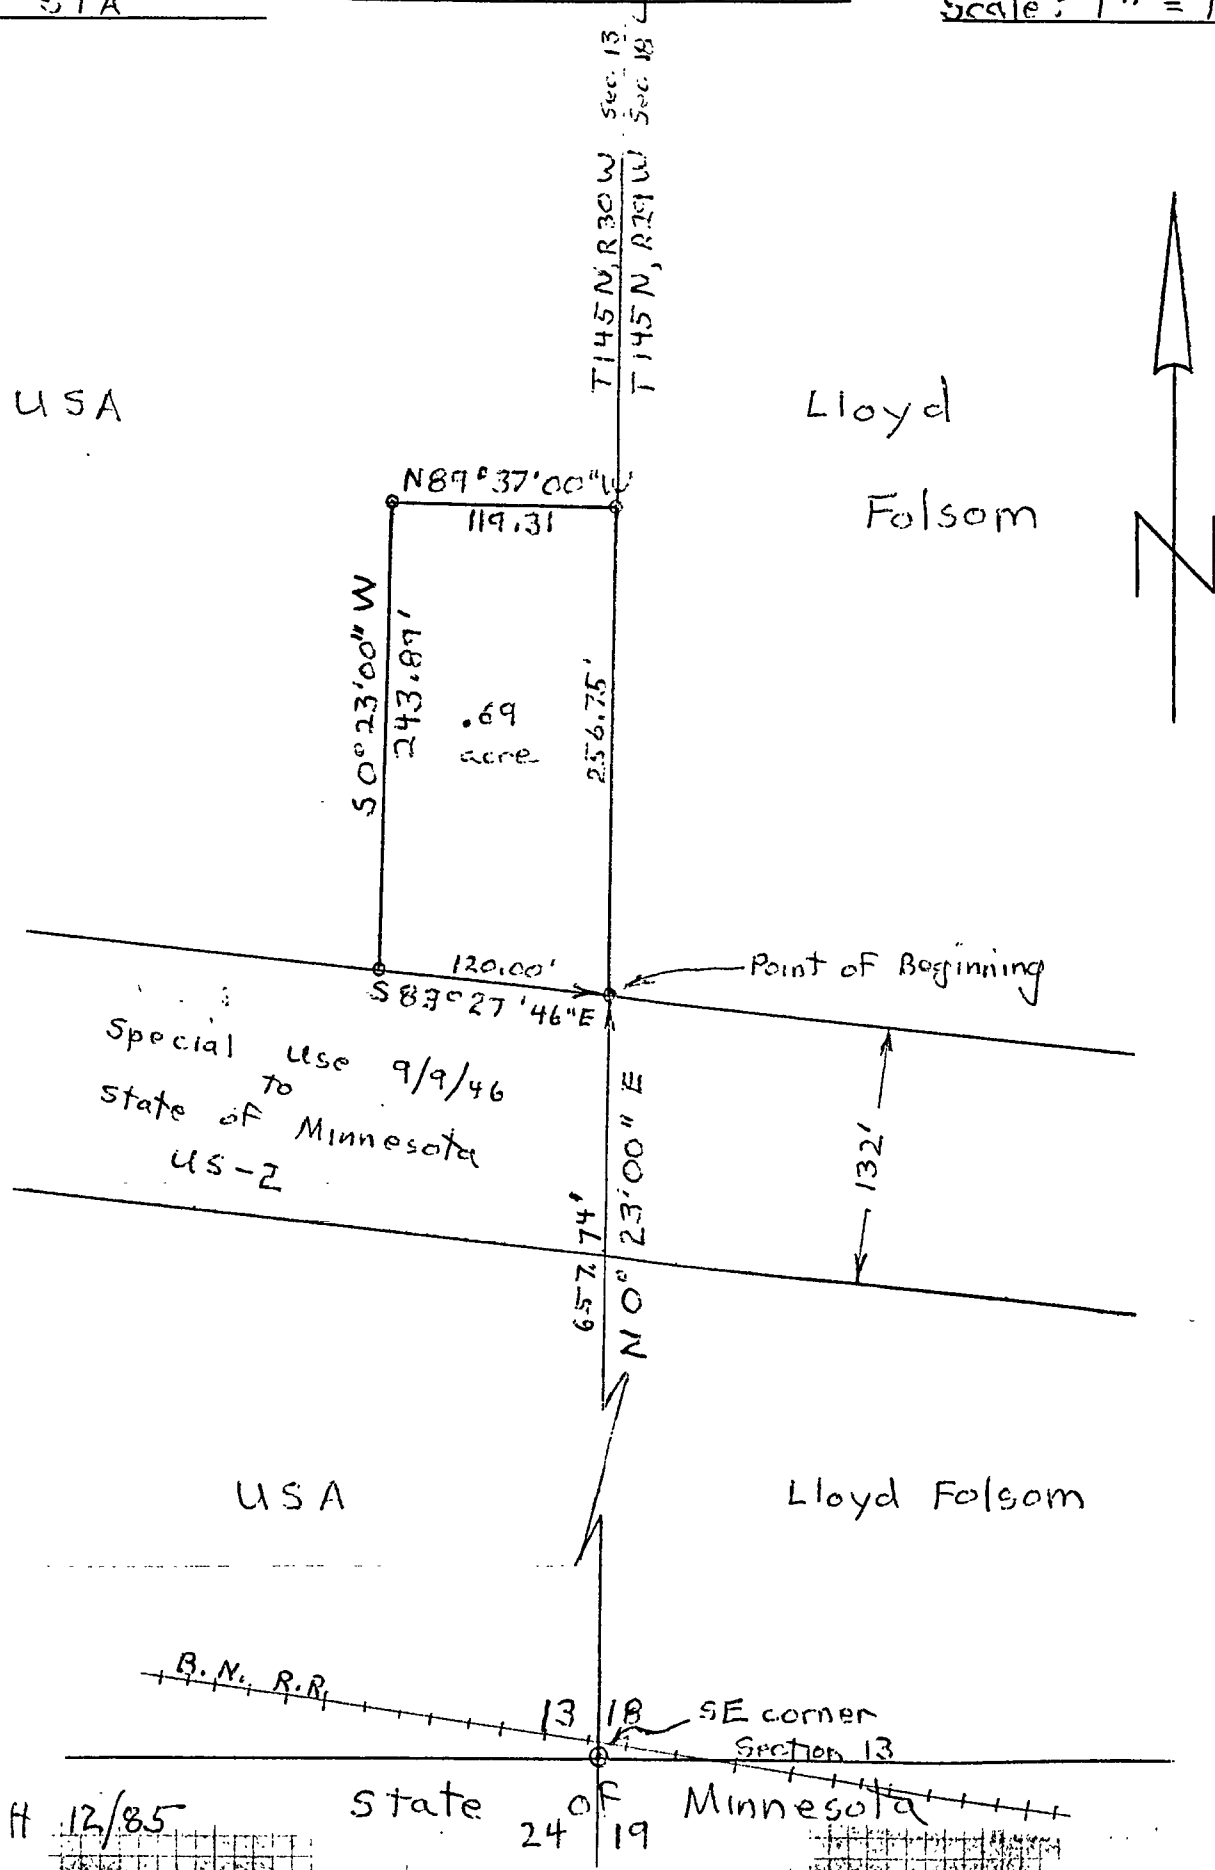 STA
Scale: 1" = 1
Sec. 13
Sec. 18
T145N, R30W
T145N, R29W
USA
Lloyd
Folsom
N
N89°37'00"W
119.31
S0°23'00"W
243.89'
.69
acre
256.75'
120.00'
S83°27'46"E
Point of Beginning
Special Use 9/9/46
to
State of Minnesota
US-2
132'
657.74'
N0° 23'00" E
USA
Lloyd Folsom
B.N. R.R.
13 18
SE corner
Section 13
State of Minnesota
24 19
12/85